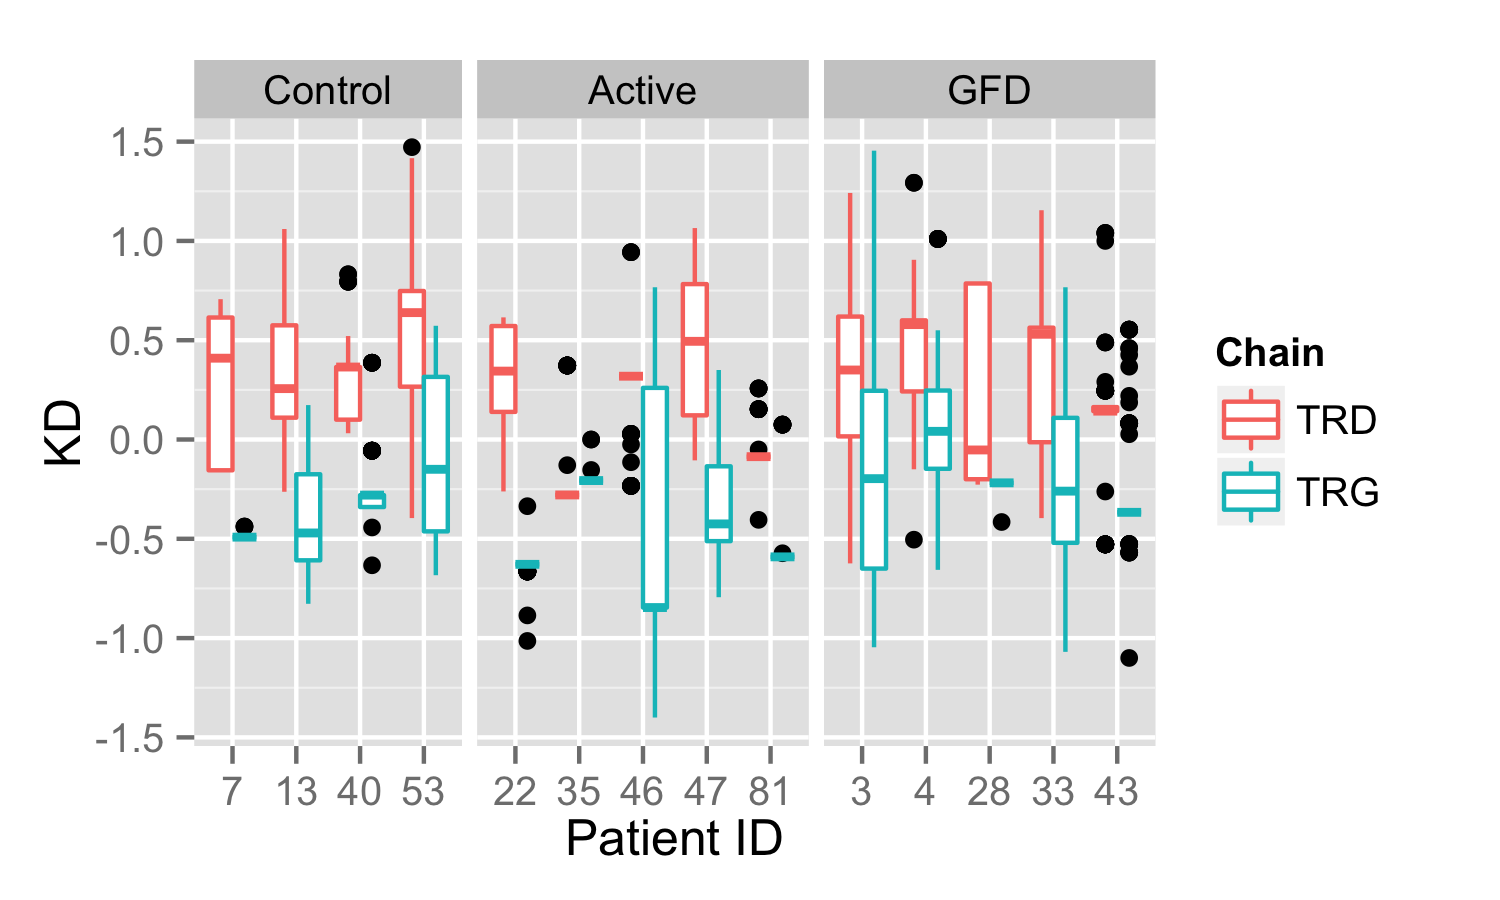 Control Active GFD
1.5
1.0
0.5
0.0
-0.5
-1.0
-1.5
KD
7 13 40 53 22 35 46 47 81 3 4 28 33 43
Patient ID
Chain
TRD
TRG